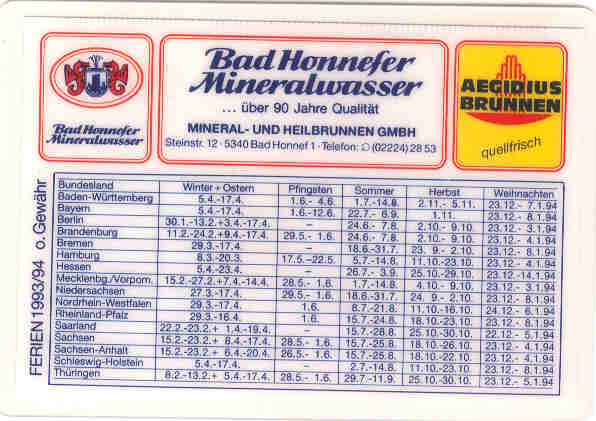 Bad Honnefer
Mineralwasser
Bad Honnefer
Mineralwasser
... über 90 Jahre Qualität
MINERAL- UND HEILBRUNNEN GMBH
Steinstr. 12 · 5340 Bad Honnef 1 · Telefon: ✆ (02224) 28 53
AEGIDIUS
BRUNNEN
quellfrisch
FERIEN 1993/94 o. Gewähr
Bundesland Winter + Ostern Pfingsten Sommer Herbst Weihnachten
Baden-Württemberg 5.4.-17.4. 1.6.- 4.6. 1.7.-14.8. 2.11.- 5.11. 23.12.- 7.1.94
Bayern 5.4.-17.4. 1.6.-12.6. 22.7.- 6.9. 1.11. 23.12.- 8.1.94
Berlin 30.1.-13.2.+3.4.-17.4. – 24.6.- 7.8. 2.10.- 9.10. 23.12.- 4.1.94
Brandenburg 11.2.-24.2.+9.4.-17.4. 29.5.- 1.6. 24.6.- 7.8. 2.10.- 9.10. 23.12.- 3.1.94
Bremen 29.3.-17.4. – 18.6.-31.7. 23. 9.- 2.10. 23.12.- 8.1.94
Hamburg 8.3.-20.3. 17.5.–22.5. 5.7.-14.8. 11.10.-23.10. 23.12.- 4.1.94
Hessen 5.4.-23.4. – 26.7.- 3.9. 25.10.-29.10. 23.12.-14.1.94
Mecklenbg./Vorpom. 15.2.-27.2.+7.4.-14.4. 28.5.- 1.6. 1.7.-14.8. 4.10.- 9.10. 23.12.- 3.1.94
Niedersachsen 27.3.-17.4. 29.5.- 1.6. 18.6.-31.7. 24. 9.- 2.10. 23.12.- 8.1.94
Nordrhein-Westfalen 29.3.-17.4. 1.6. 8.7.-21.8. 11.10.-16.10. 24.12.- 6.1.94
Rheinland-Pfalz 29.3.-16.4. 1.6. 15.7.-24.8. 18.10.-23.10. 23.12.- 8.1.94
Saarland 22.2.-23.2.+ 1.4.-19.4. – 15.7.-28.8. 25.10.-30.10. 22.12.- 5.1.94
Sachsen 15.2.-23.2.+ 8.4.-17.4. 28.5.- 1.6. 15.7.-25.8. 18.10.-26.10. 23.12.- 4.1.94
Sachsen-Anhalt 15.2.-23.2.+ 6.4.-20.4. 26.5.- 1.6. 15.7.-25.8. 18.10.-22.10. 23.12.- 5.1.94
Schleswig-Holstein 5.4.-17.4. – 2.7.-14.8. 11.10.-23.10. 23.12.- 8.1.94
Thüringen 8.2.-13.2.+ 5.4.-17.4. 28.5.- 1.6. 29.7.-11.9. 25.10.-30.10. 23.12.- 5.1.94